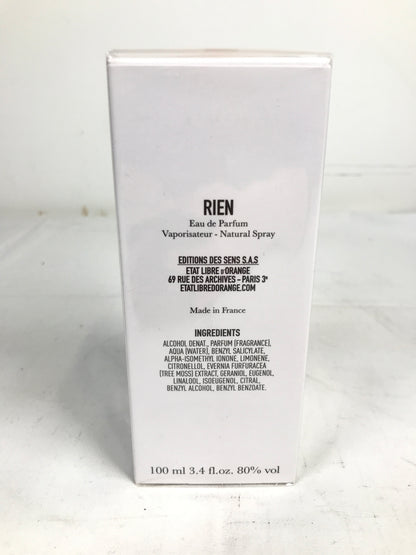 RIEN
Eau de Parfum
Vaporisateur - Natural Spray
EDITIONS DES SENS S.A.S
ETAT LIBRE D'ORANGE
69 RUE DES ARCHIVES – PARIS 3e
ETATLIBREDORANGE.COM
Made in France
INGREDIENTS
ALCOHOL DENAT., PARFUM (FRAGRANCE),
AQUA (WATER), BENZYL SALICYLATE,
ALPHA-ISOMETHYL IONONE, LIMONENE,
CITRONELLOL, EVERNIA FURFURACEA
(TREE MOSS) EXTRACT, GERANIOL, EUGENOL,
LINALOOL, ISOEUGENOL, CITRAL,
BENZYL ALCOHOL, BENZYL BENZOATE.
100 ml 3.4 fl.oz. 80% vol